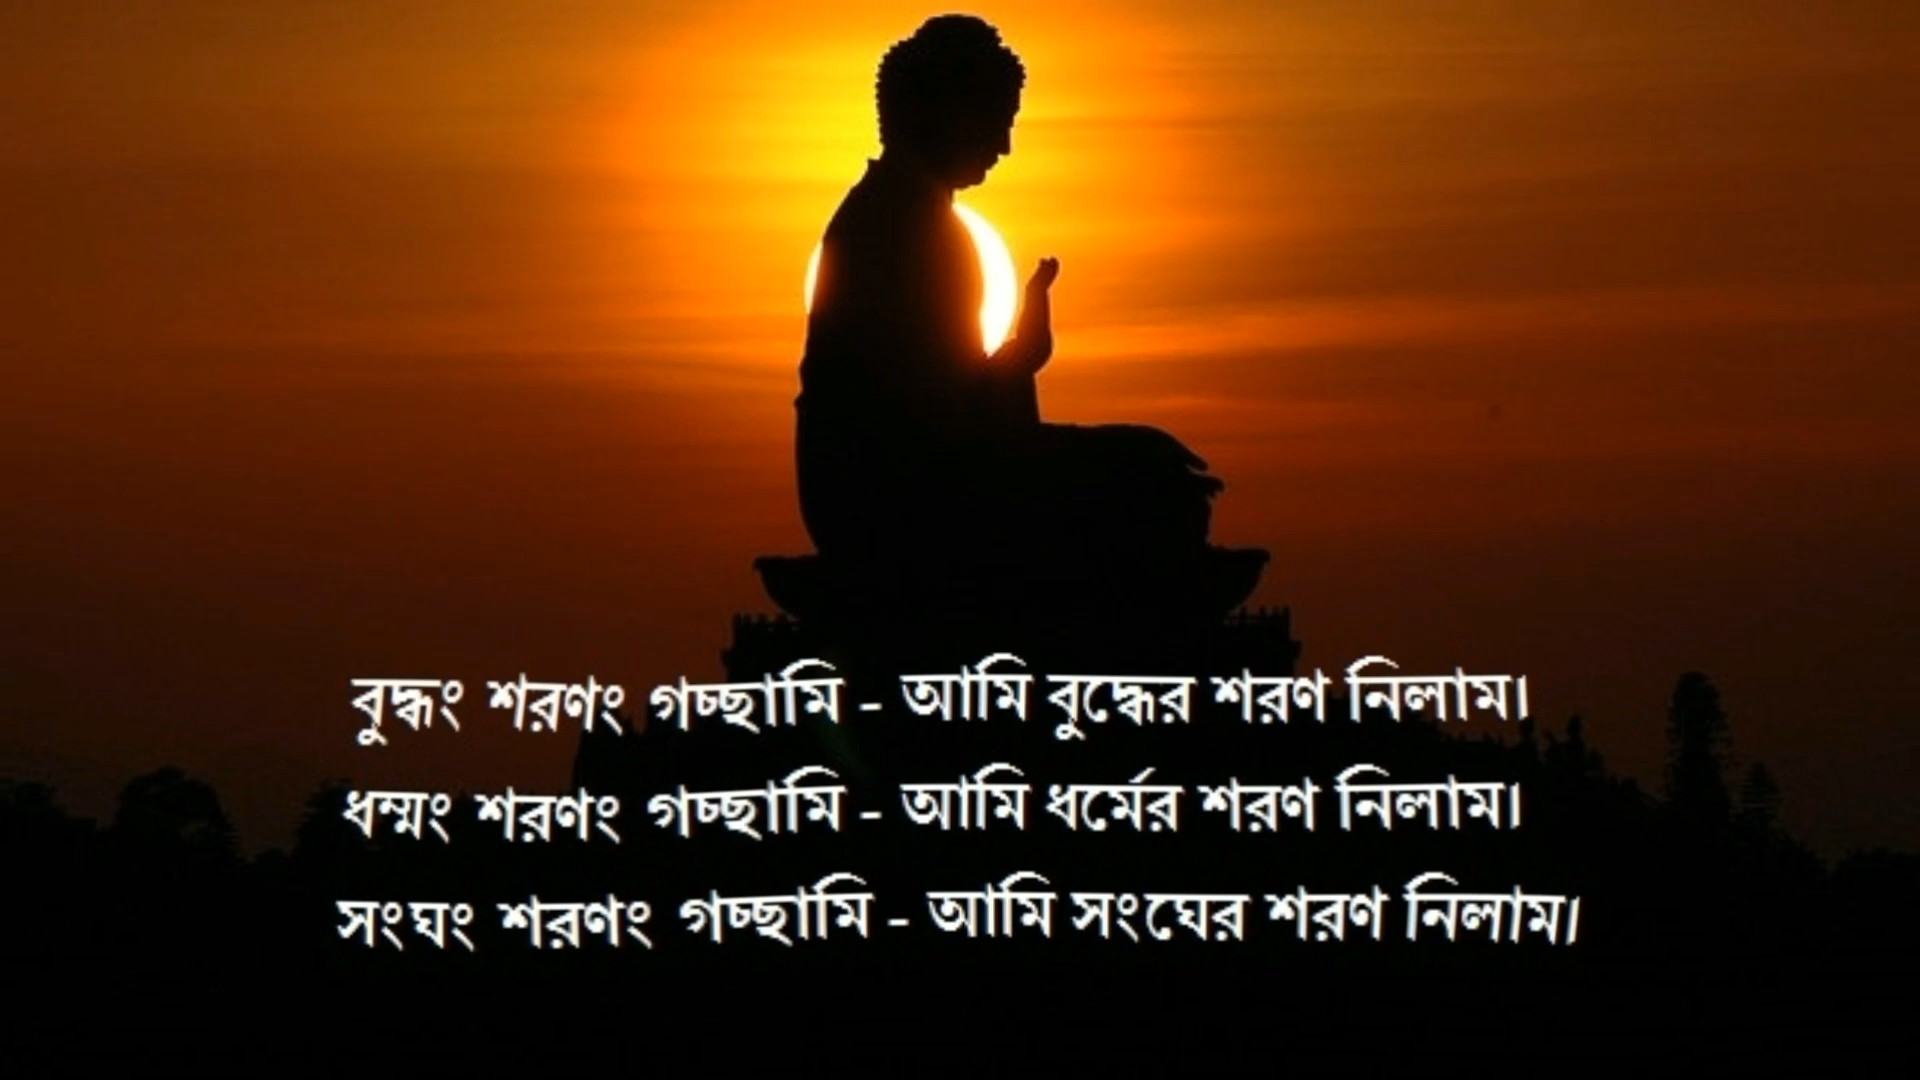 বুদ্ধং শরণং গচ্ছামি - আমি বুদ্ধের শরণ নিলাম।
ধম্মং শরণং গচ্ছামি - আমি ধর্মের শরণ নিলাম।
সংঘং শরণং গচ্ছামি - আমি সংঘের শরণ নিলাম।